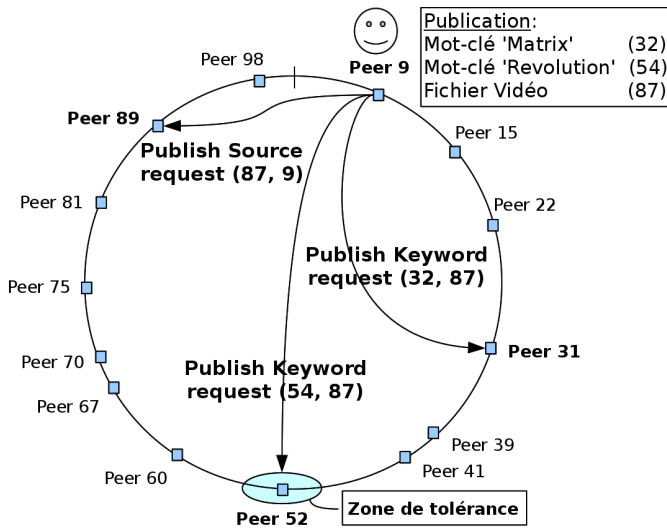 Publication:
Mot-clé 'Matrix' (32)
Mot-clé 'Revolution' (54)
Fichier Vidéo (87)
Peer 98
Peer 9
Peer 89
Peer 15
Publish Source
request (87, 9)
Peer 81
Peer 22
Publish Keyword
request (32, 87)
Peer 75
Peer 31
Peer 70
Publish Keyword
request (54, 87)
Peer 67
Peer 39
Peer 41
Peer 60
Zone de tolérance
Peer 52